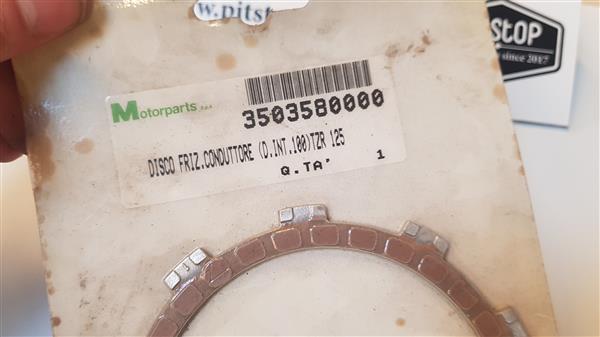 w.pitst
Motorparts s.p.a.
3503580000
DISCO FRIZ.CONDUTTORE (D.INT.100)TZR 125
Q.TA' 1
STOP
since 2017